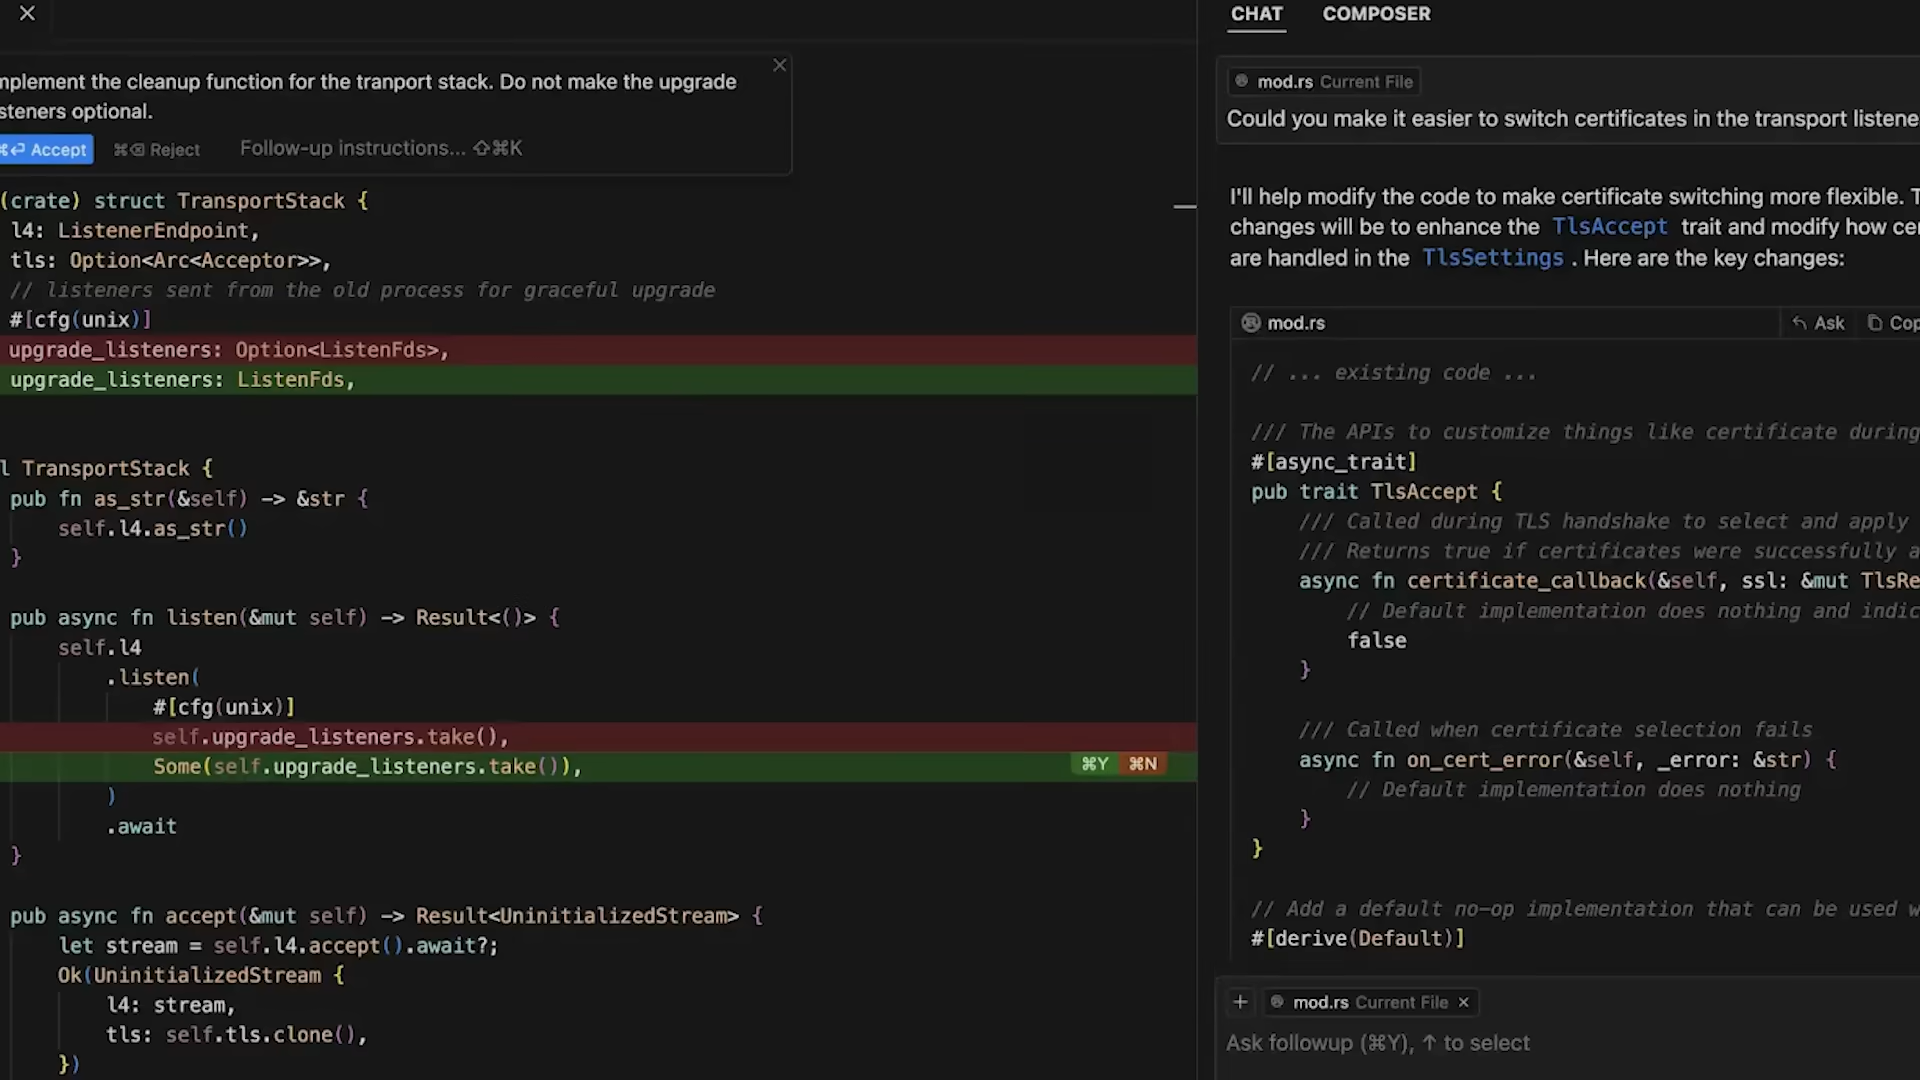 mplement the cleanup function for the tranport stack. Do not make the upgrade
steners optional.
⌘⏎ Accept ⌘⌫ Reject Follow-up instructions... ⇧⌘K
(crate) struct TransportStack {
l4: ListenerEndpoint,
tls: Option<Arc<Acceptor>>,
// listeners sent from the old process for graceful upgrade
#[cfg(unix)]
upgrade_listeners: Option<ListenFds>,
upgrade_listeners: ListenFds,
l TransportStack {
pub fn as_str(&self) -> &str {
self.l4.as_str()
}
pub async fn listen(&mut self) -> Result<()> {
self.l4
.listen(
#[cfg(unix)]
self.upgrade_listeners.take(),
Some(self.upgrade_listeners.take()),
⌘Y ⌘N
)
.await
}
pub async fn accept(&mut self) -> Result<UninitializedStream> {
let stream = self.l4.accept().await?;
Ok(UninitializedStream {
l4: stream,
tls: self.tls.clone(),
})
CHAT COMPOSER
mod.rs Current File
Could you make it easier to switch certificates in the transport listene
I'll help modify the code to make certificate switching more flexible. T
changes will be to enhance the TlsAccept trait and modify how cer
are handled in the TlsSettings . Here are the key changes:
mod.rs Ask Cop
// ... existing code ...
/// The APIs to customize things like certificate during
#[async_trait]
pub trait TlsAccept {
/// Called during TLS handshake to select and apply
/// Returns true if certificates were successfully a
async fn certificate_callback(&self, ssl: &mut TlsRe
// Default implementation does nothing and indic
false
}
/// Called when certificate selection fails
async fn on_cert_error(&self, _error: &str) {
// Default implementation does nothing
}
}
// Add a default no-op implementation that can be used w
#[derive(Default)]
+ mod.rs Current File ×
Ask followup (⌘Y), ↑ to select